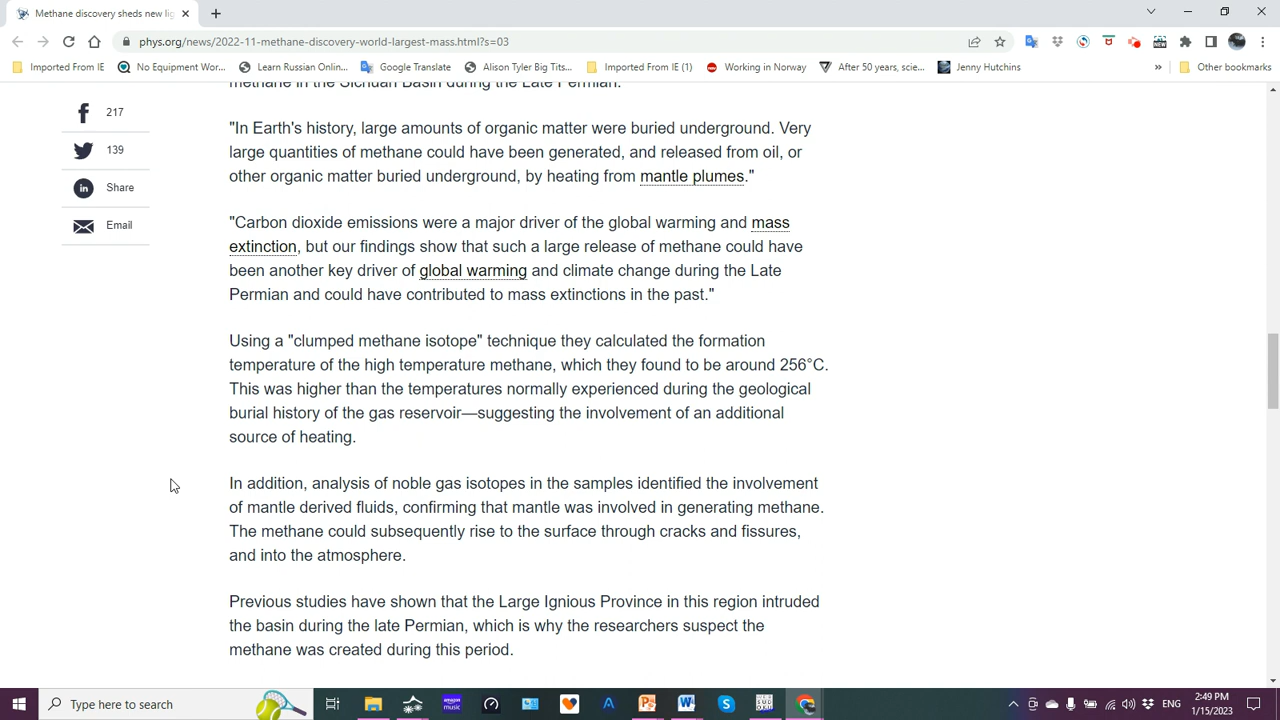 Methane discovery sheds new lig
phys.org/news/2022-11-methane-discovery-world-largest-mass.html?s=03
Imported From IE
No Equipment Wor...
Learn Russian Onlin...
Google Translate
Alison Tyler Big Tits...
Imported From IE (1)
Working in Norway
After 50 years, scie...
Jenny Hutchins
»
Other bookmarks
methane in the Sichuan Basin during the Late Permian.
217
139
Share
Email
"In Earth's history, large amounts of organic matter were buried underground. Very
large quantities of methane could have been generated, and released from oil, or
other organic matter buried underground, by heating from mantle plumes."
"Carbon dioxide emissions were a major driver of the global warming and mass
extinction, but our findings show that such a large release of methane could have
been another key driver of global warming and climate change during the Late
Permian and could have contributed to mass extinctions in the past."
Using a "clumped methane isotope" technique they calculated the formation
temperature of the high temperature methane, which they found to be around 256°C.
This was higher than the temperatures normally experienced during the geological
burial history of the gas reservoir—suggesting the involvement of an additional
source of heating.
In addition, analysis of noble gas isotopes in the samples identified the involvement
of mantle derived fluids, confirming that mantle was involved in generating methane.
The methane could subsequently rise to the surface through cracks and fissures,
and into the atmosphere.
Previous studies have shown that the Large Ignious Province in this region intruded
the basin during the late Permian, which is why the researchers suspect the
methane was created during this period.
Type here to search
ENG
2:49 PM
1/15/2023